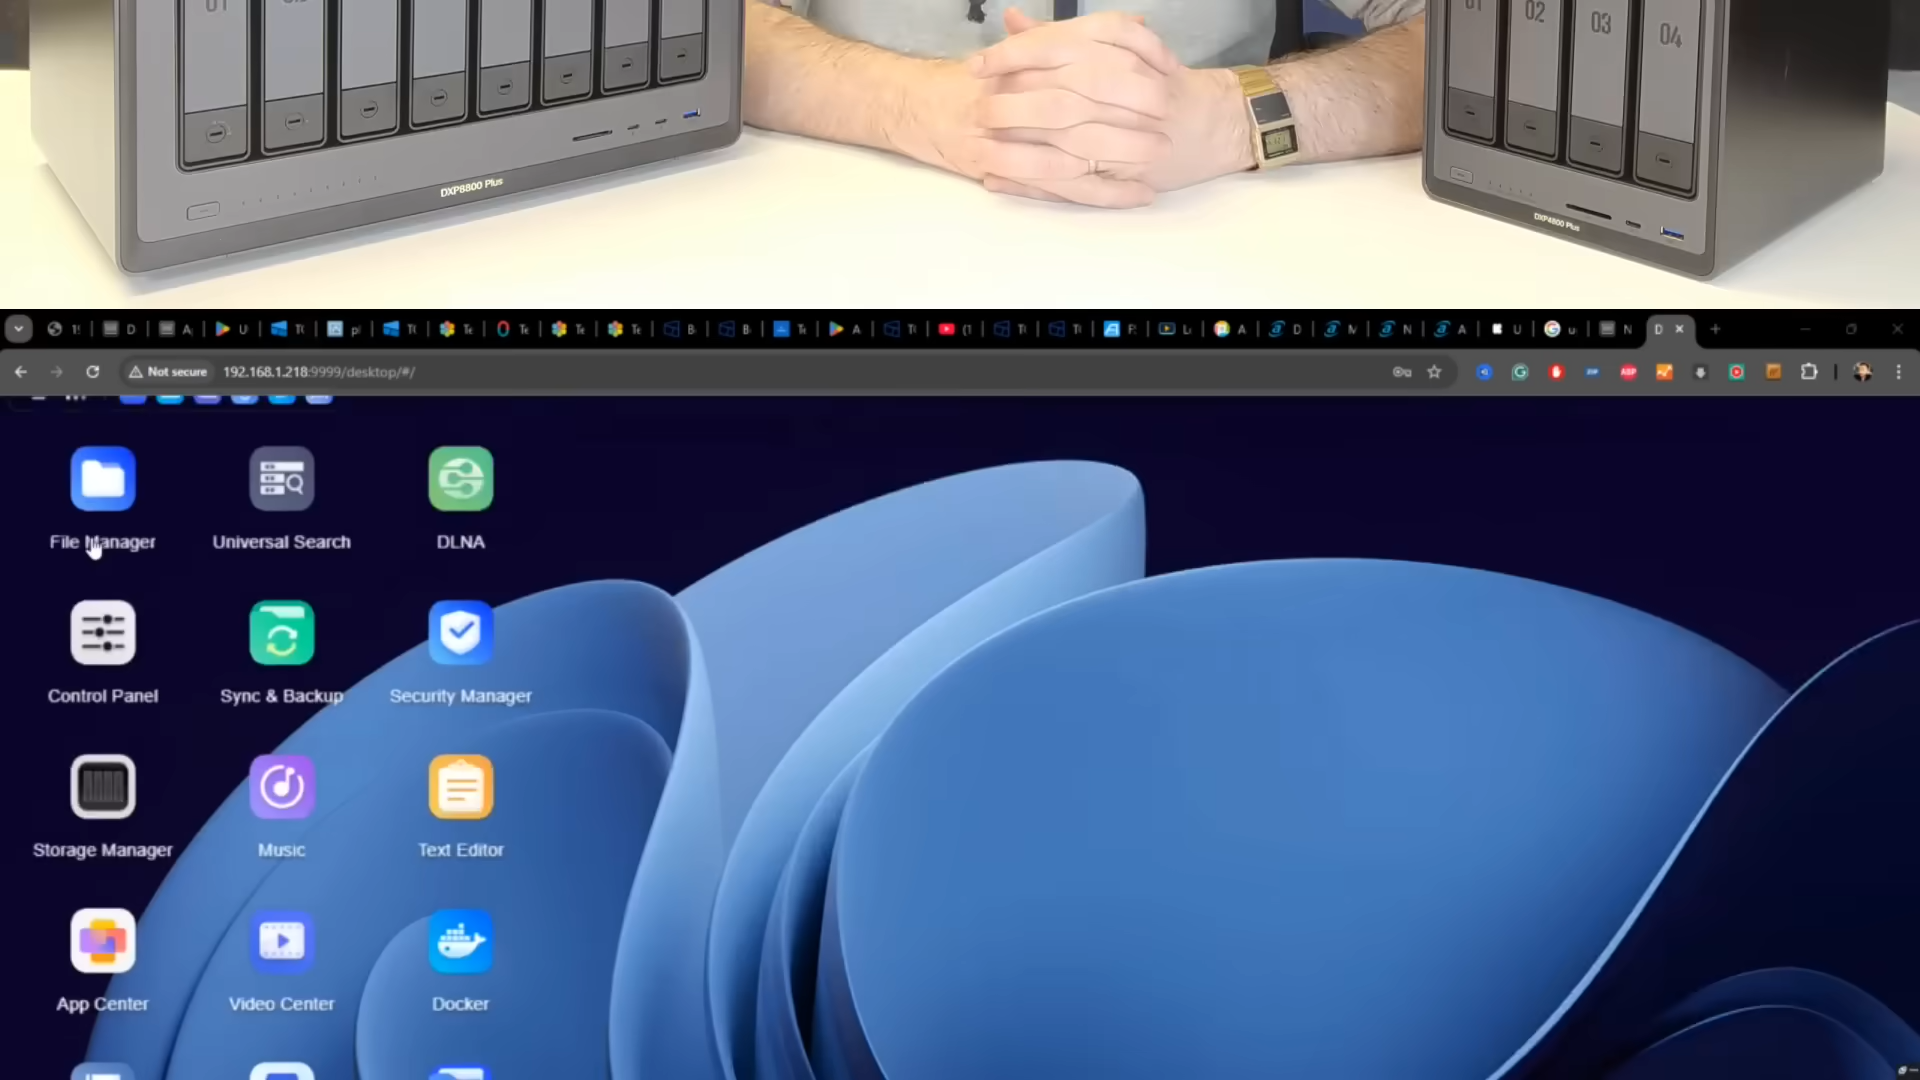 01
02
03
04
DXP8800 Plus
DXP4800 Plus
Not secure
192.168.1.218:9999/desktop/#/
File Manager
Universal Search
DLNA
Control Panel
Sync & Backup
Security Manager
Storage Manager
Music
Text Editor
App Center
Video Center
Docker